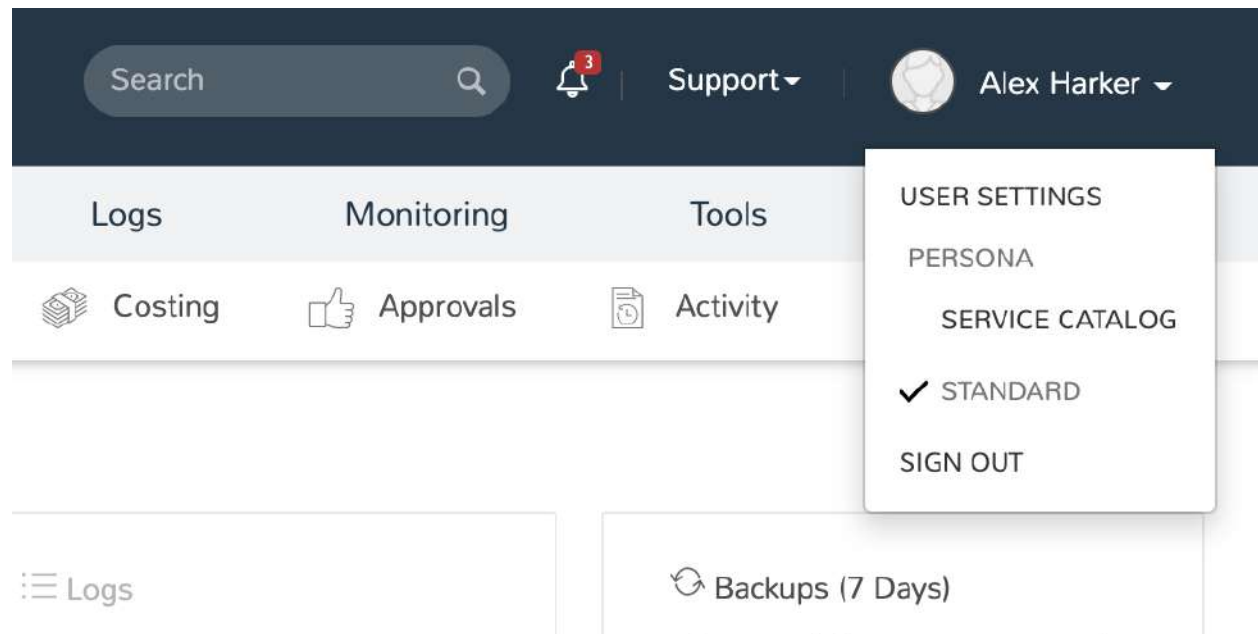 Search
3
Support
Alex Harker
Logs
Monitoring
Tools
USER SETTINGS
PERSONA
SERVICE CATALOG
STANDARD
SIGN OUT
Costing
Approvals
Activity
Logs
Backups (7 Days)